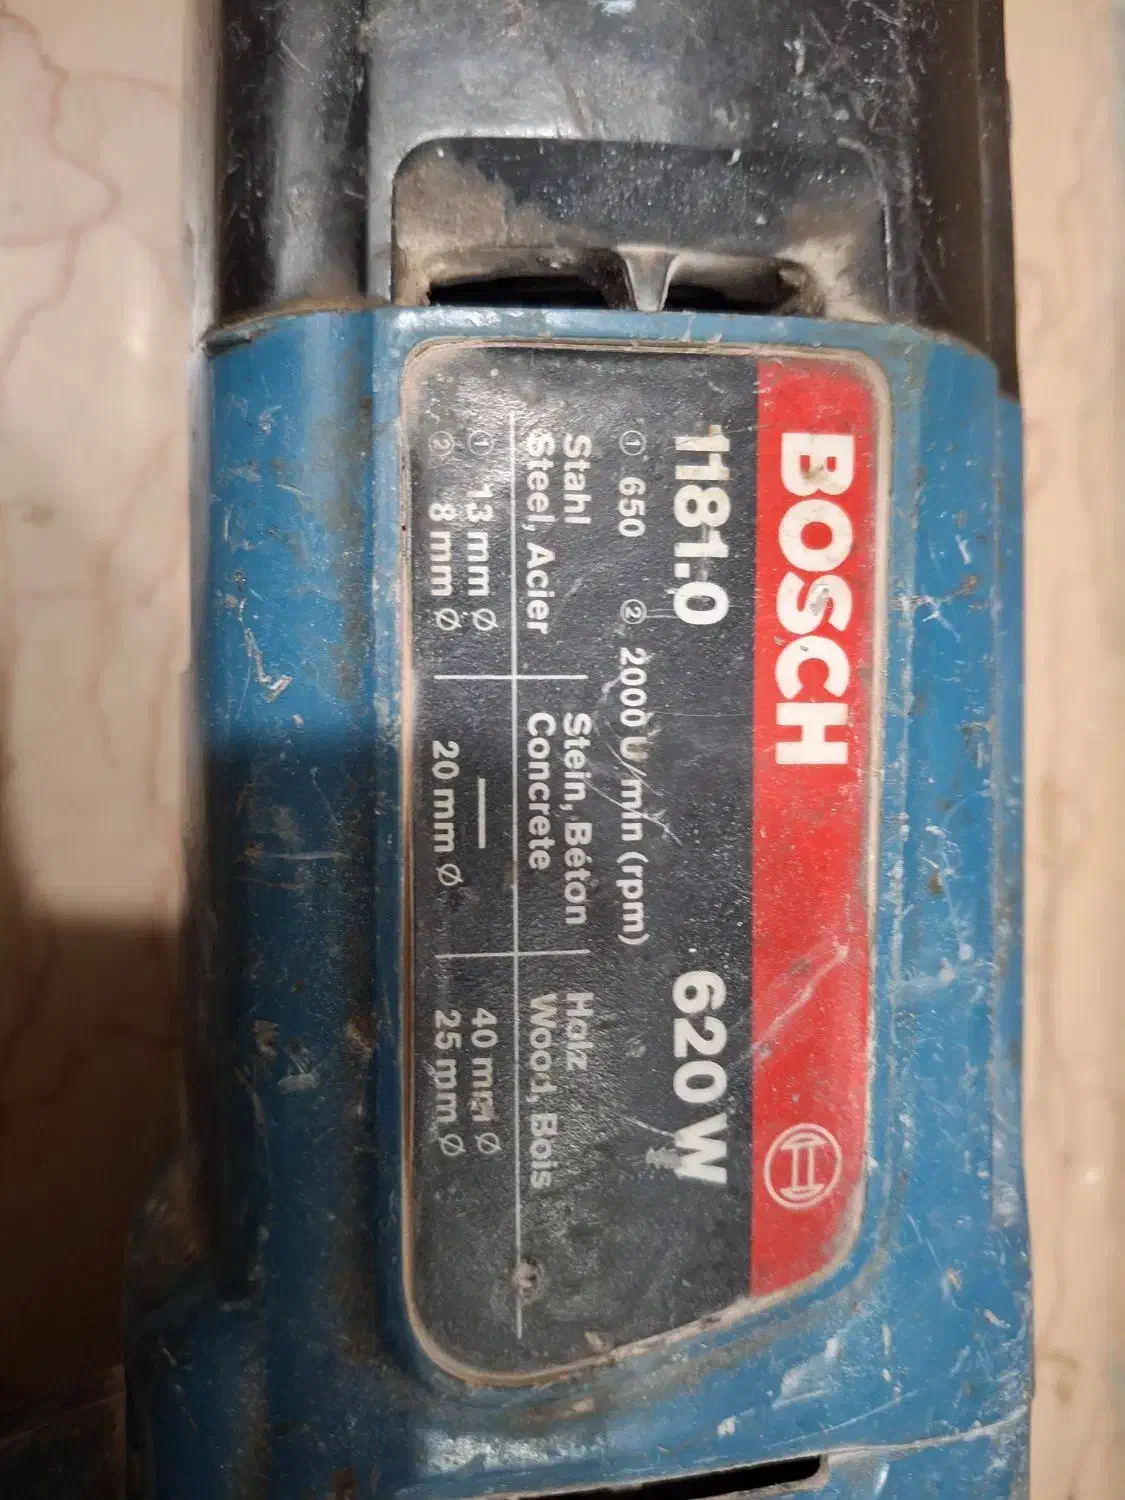 BOSCH
1181.0 620 W
① 650 ② 2000 U/min (rpm)
Stahl Stein, Béton Holz
Steel, Acier Concrete Wood, Bois
① 13 mm Ø — 40 mm Ø
② 8 mm Ø 20 mm Ø 25 mm Ø